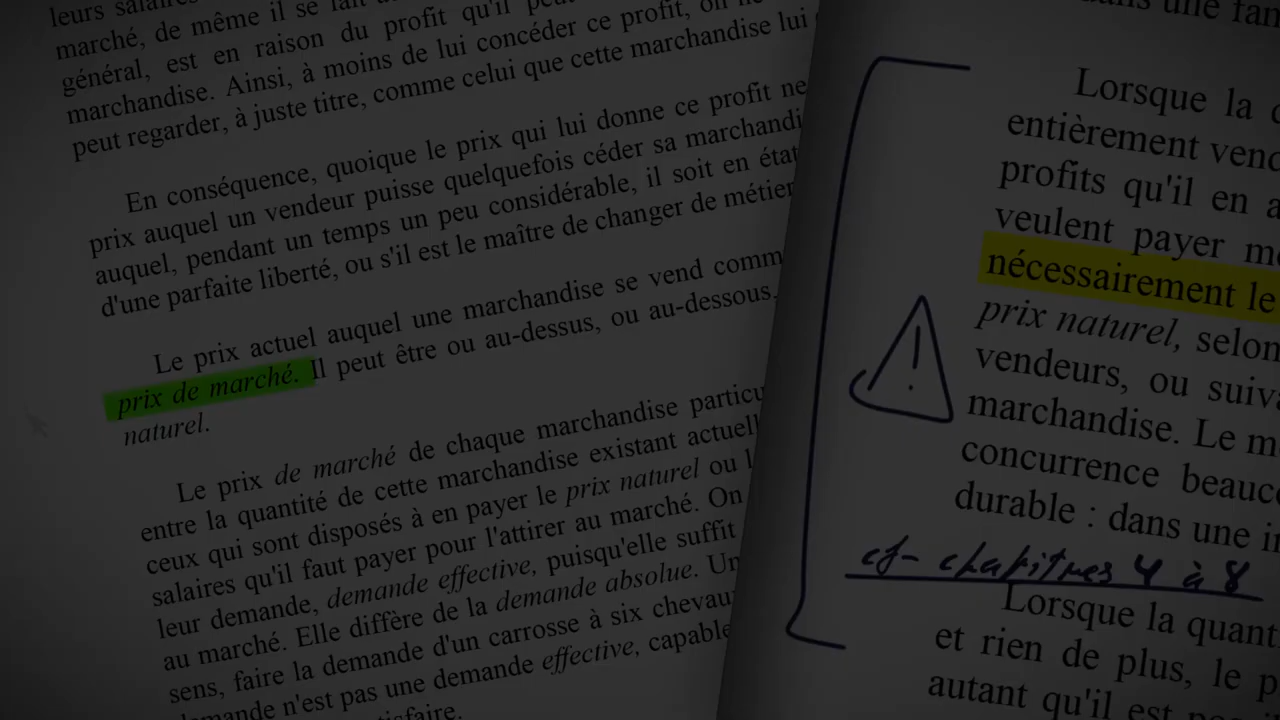 leurs salaires
marché, de même il se fait
général, est en raison du profit qu'il
marchandise. Ainsi, à moins de lui concéder ce profit, on ne
peut regarder, à juste titre, comme celui que cette marchandise lui
En conséquence, quoique le prix qui lui donne ce profit ne
prix auquel un vendeur puisse quelquefois céder sa marchandi
auquel, pendant un temps un peu considérable, il soit en état
d'une parfaite liberté, ou s'il est le maître de changer de métier
Le prix actuel auquel une marchandise se vend comm
prix de marché. Il peut être ou au-dessus, ou au-dessous,
naturel.
Le prix de marché de chaque marchandise particu
entre la quantité de cette marchandise existant actuell
ceux qui sont disposés à en payer le prix naturel ou l
salaires qu'il faut payer pour l'attirer au marché. On
leur demande, demande effective, puisqu'elle suffit
au marché. Elle diffère de la demande absolue. Un
sens, faire la demande d'un carrosse à six chevau
demande n'est pas une demande effective, capable
tisfaire.
dans une fam
Lorsque la
entièrement vend
profits qu'il en a
veulent payer mo
nécessairement le
prix naturel, selon
vendeurs, ou suiva
marchandise. Le m
concurrence beauco
durable : dans une in
cf- chapitres 4 à 8
Lorsque la quant
et rien de plus, le p
autant qu'il est